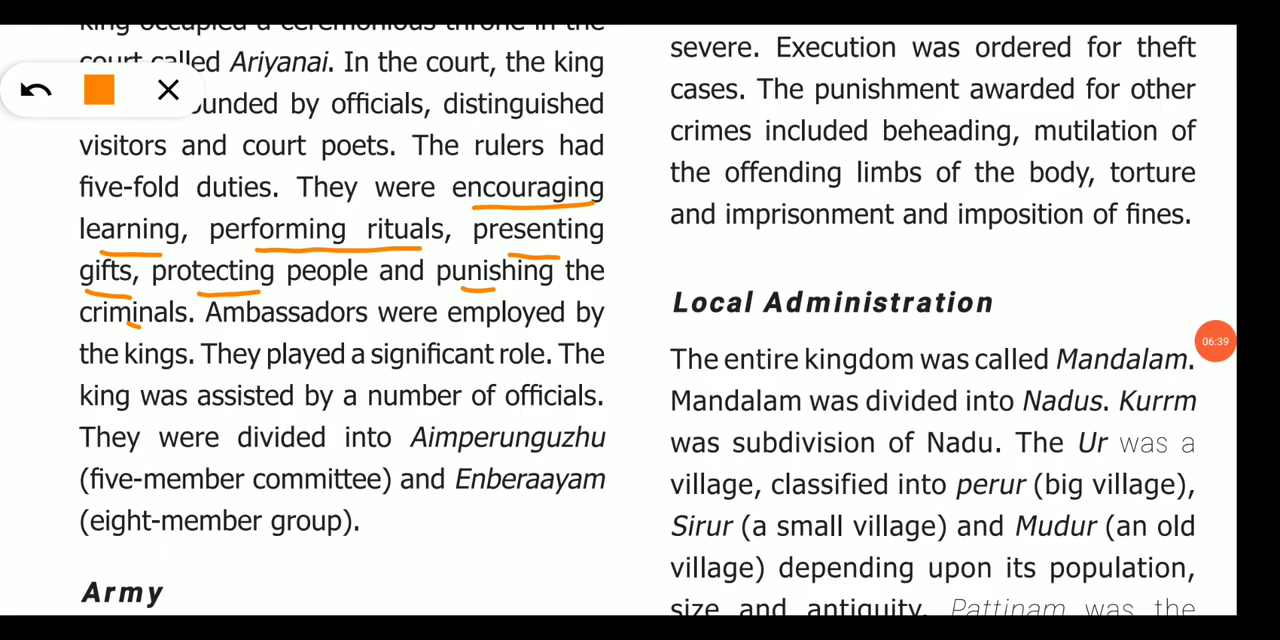 king occupied a ceremonious throne in the
court called Ariyanai. In the court, the king
by officials, distinguished
visitors and court poets. The rulers had
five-fold duties. They were encouraging
learning, performing rituals, presenting
gifts, protecting people and punishing the
criminals. Ambassadors were employed by
the kings. They played a significant role. The
king was assisted by a number of officials.
They were divided into Aimperunguzhu
(five-member committee) and Enberaayam
(eight-member group).
Army
severe. Execution was ordered for theft
cases. The punishment awarded for other
crimes included beheading, mutilation of
the offending limbs of the body, torture
and imprisonment and imposition of fines.
Local Administration
The entire kingdom was called Mandalam.
Mandalam was divided into Nadus. Kurrm
was subdivision of Nadu. The Ur was a
village, classified into perur (big village),
Sirur (a small village) and Mudur (an old
village) depending upon its population,
size and antiquity. Pattinam was the
06:39